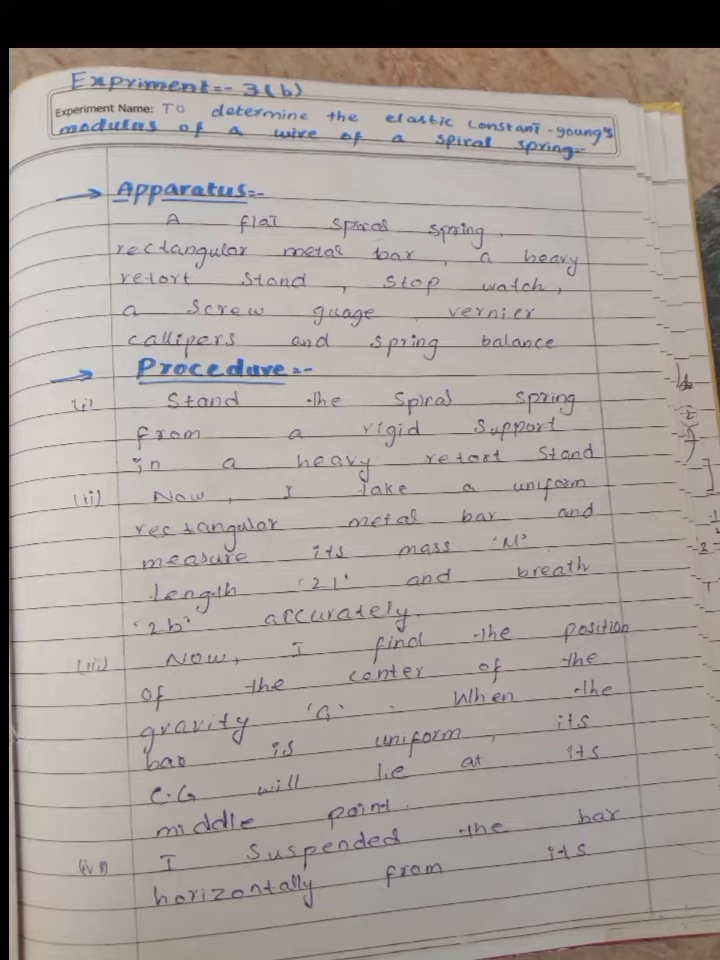 Expriment:- 3(b)
Experiment Name: To determine the elastic constant-young's
modulas of a wire of a spiral spring:-
→ Apparatus:-
A flat spiral spring,
rectangular metal bar, a heavy
retort stand, stop watch,
a screw guage, vernier
callipers and spring balance
→ Procedure:-
(i) Stand the spiral spring
from a rigid support
in a heavy retort stand
(ii) Now, I take a uniform
rectangular metal bar and
measure its mass 'M'
length '2l' and breath
'2b' accurately.
(iii) Now, I find the position
of the center of the
gravity 'G'. When the
bar is uniform, its
C.G will lie at its
middle point.
(iv) I suspended the bar
horizontally from its